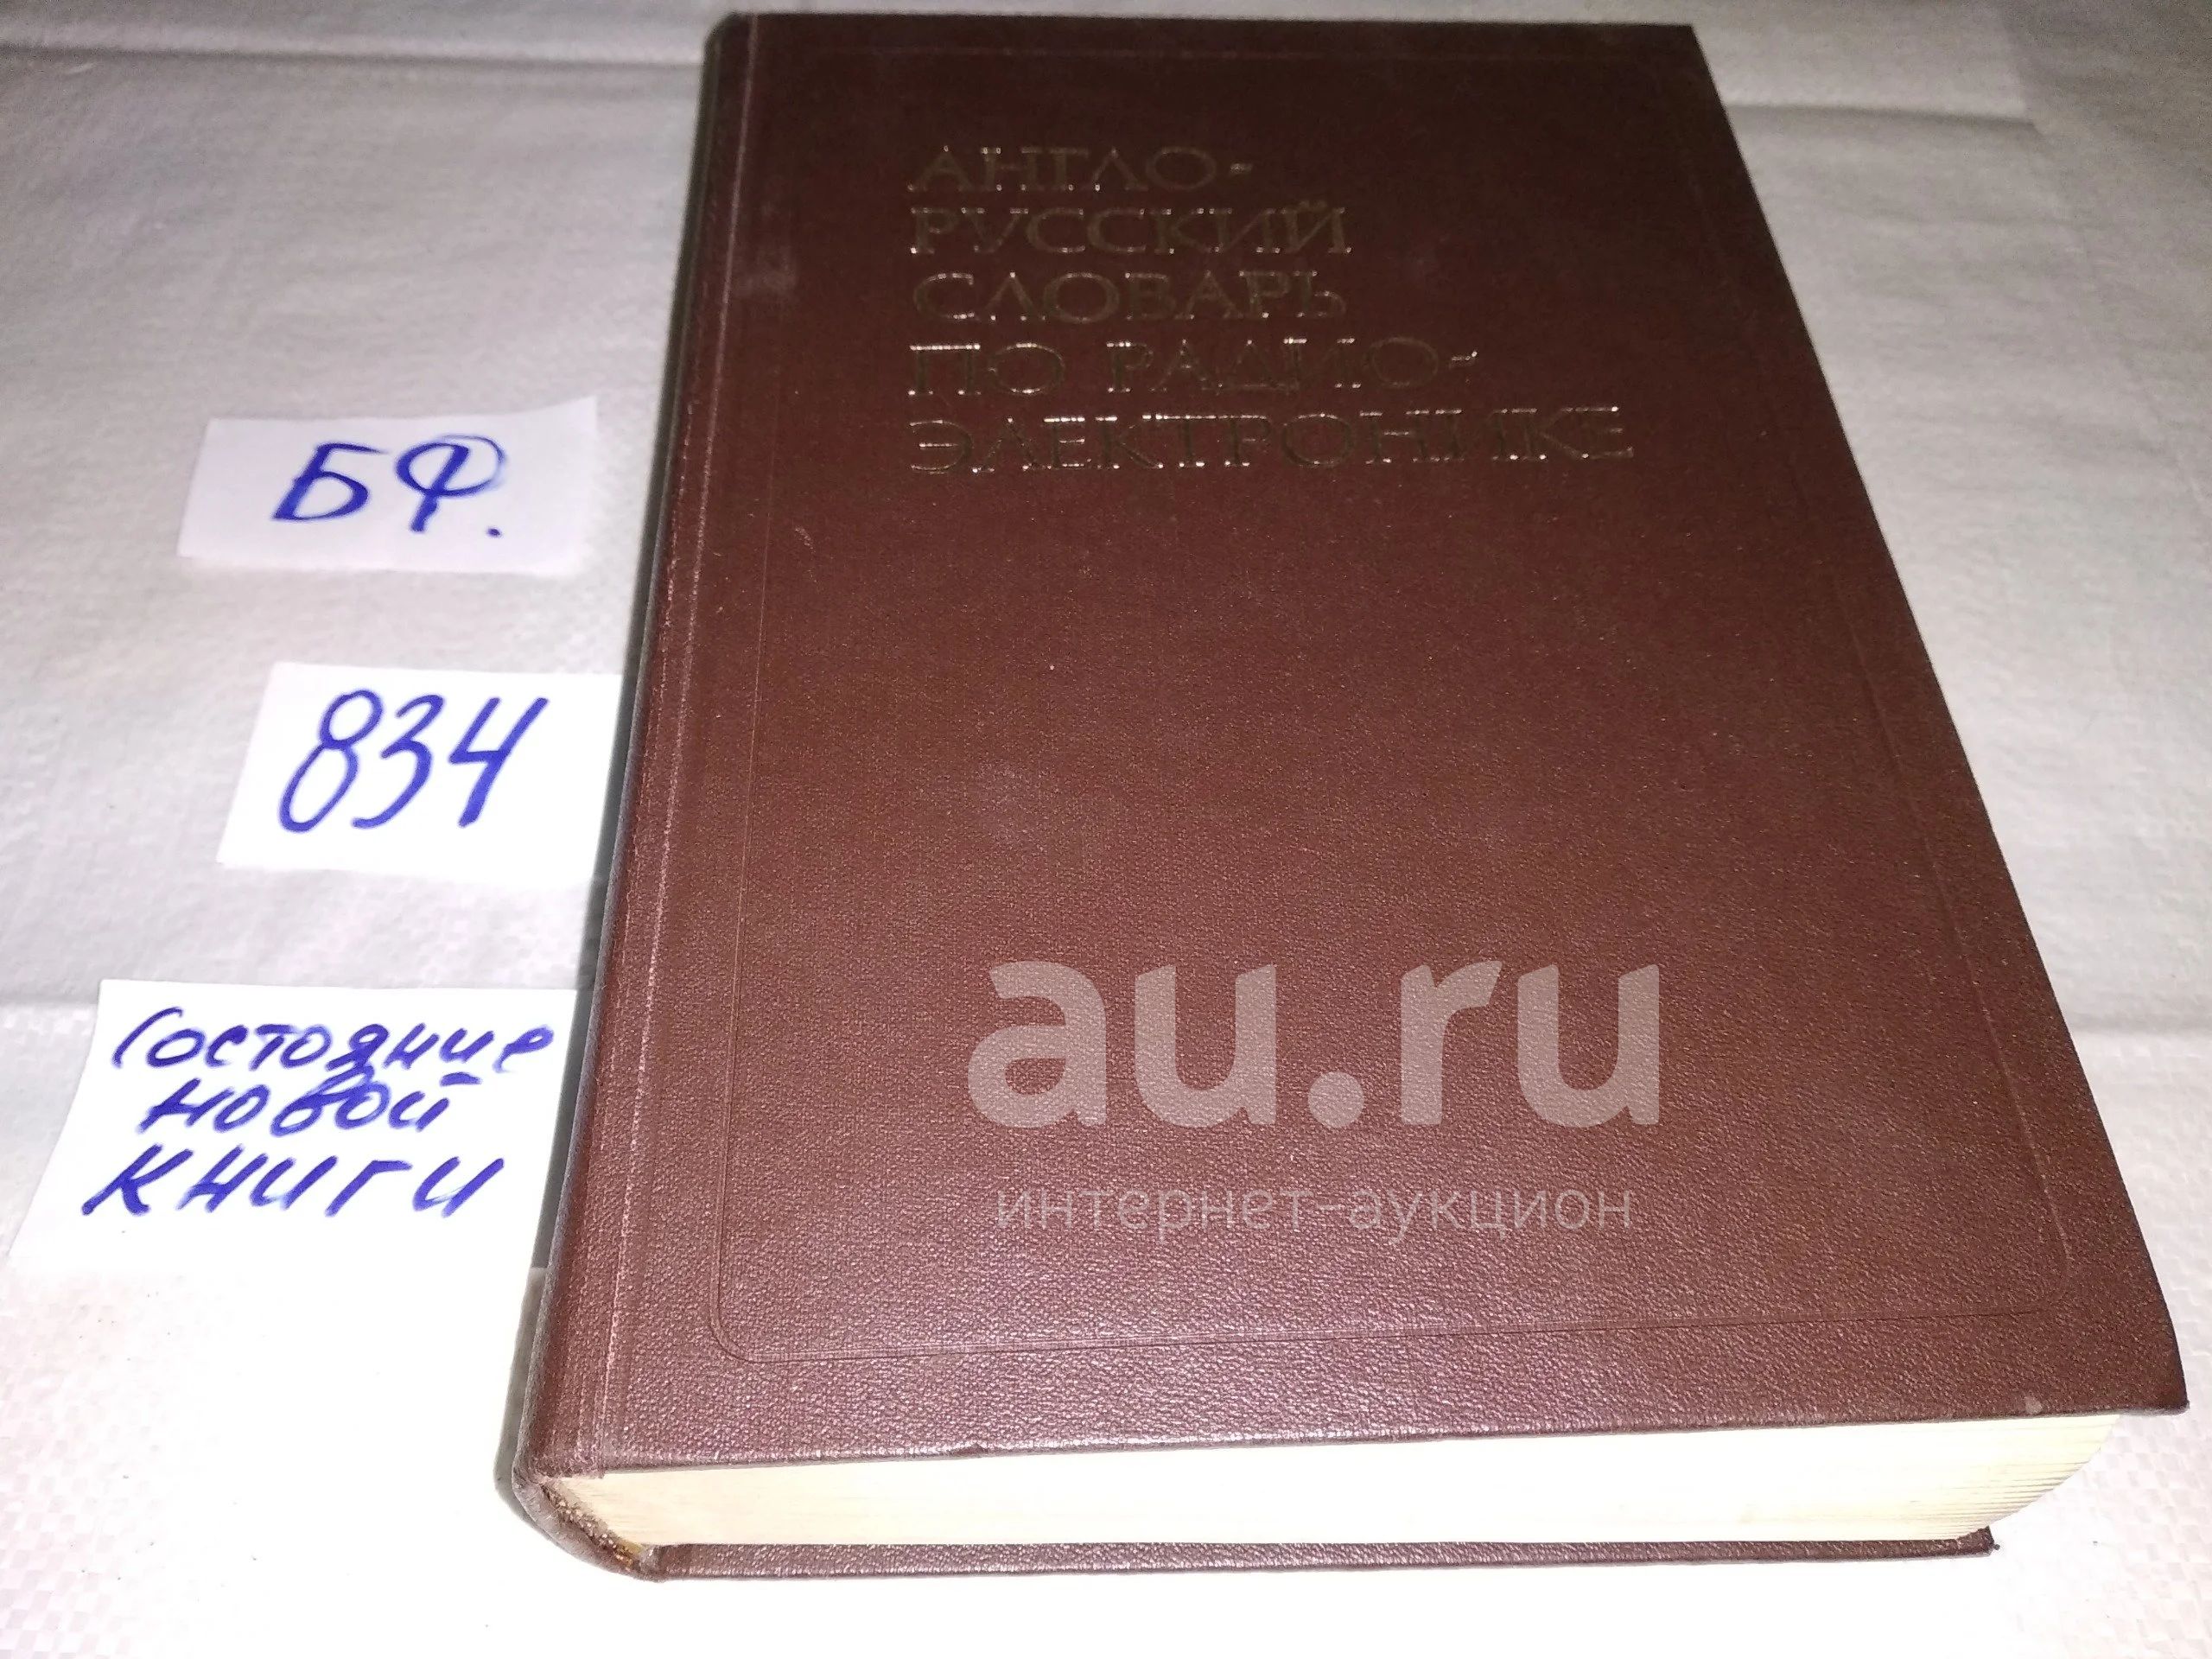 АНГЛО-
РУССКИЙ
СЛОВАРЬ
ПО РАДИО-
ЭЛЕКТРОНИКЕ
БФ.
834
Состояние
новой
книги
au.ru
интернет-аукцион